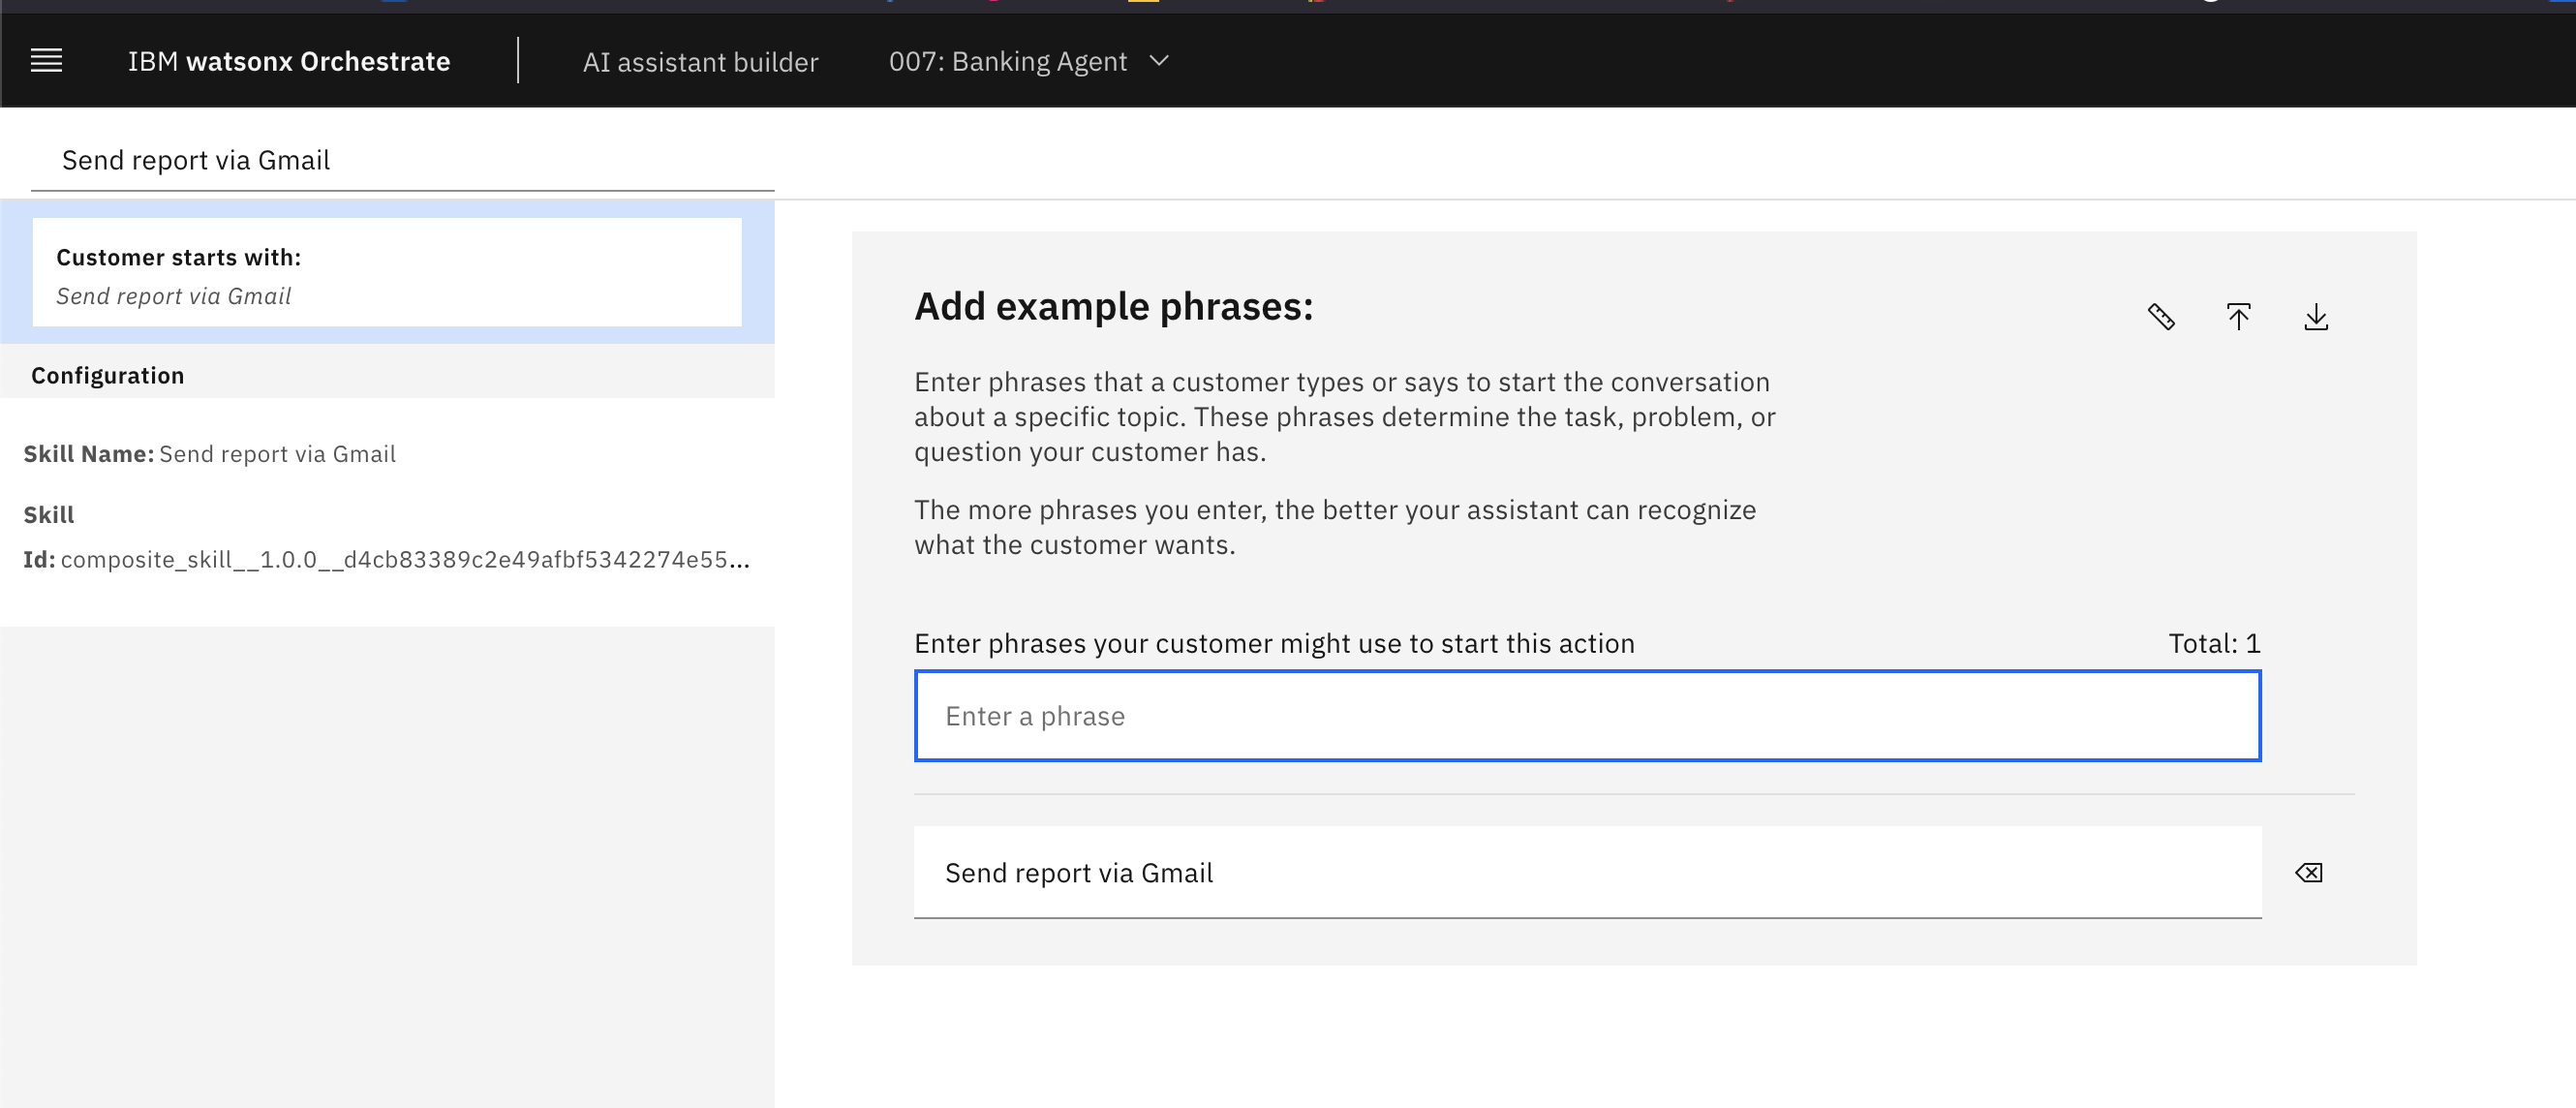 IBM watsonx Orchestrate
AI assistant builder
007: Banking Agent
Send report via Gmail
Customer starts with:
Send report via Gmail
Configuration
Skill Name: Send report via Gmail
Skill
Id: composite_skill__1.0.0__d4cb83389c2e49afbf5342274e55...
Add example phrases:
Enter phrases that a customer types or says to start the conversation
about a specific topic. These phrases determine the task, problem, or
question your customer has.
The more phrases you enter, the better your assistant can recognize
what the customer wants.
Enter phrases your customer might use to start this action
Total: 1
Enter a phrase
Send report via Gmail